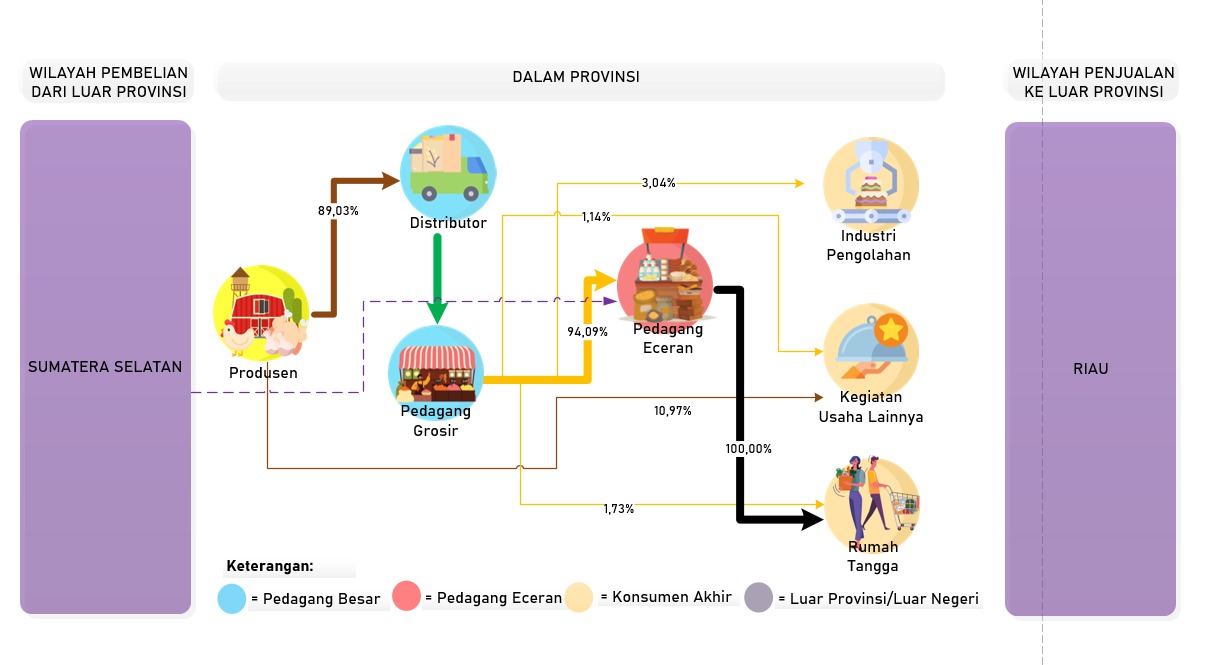 WILAYAH PEMBELIAN
DARI LUAR PROVINSI
DALAM PROVINSI
WILAYAH PENJUALAN
KE LUAR PROVINSI
SUMATERA SELATAN
RIAU
Distributor
89,03%
3,04%
1,14%
Industri
Pengolahan
Produsen
94,09%
Pedagang
Eceran
Pedagang
Grosir
Kegiatan
Usaha Lainnya
10,97%
100,00%
1,73%
Rumah
Tangga
Keterangan:
= Pedagang Besar
= Pedagang Eceran
= Konsumen Akhir
= Luar Provinsi/Luar Negeri